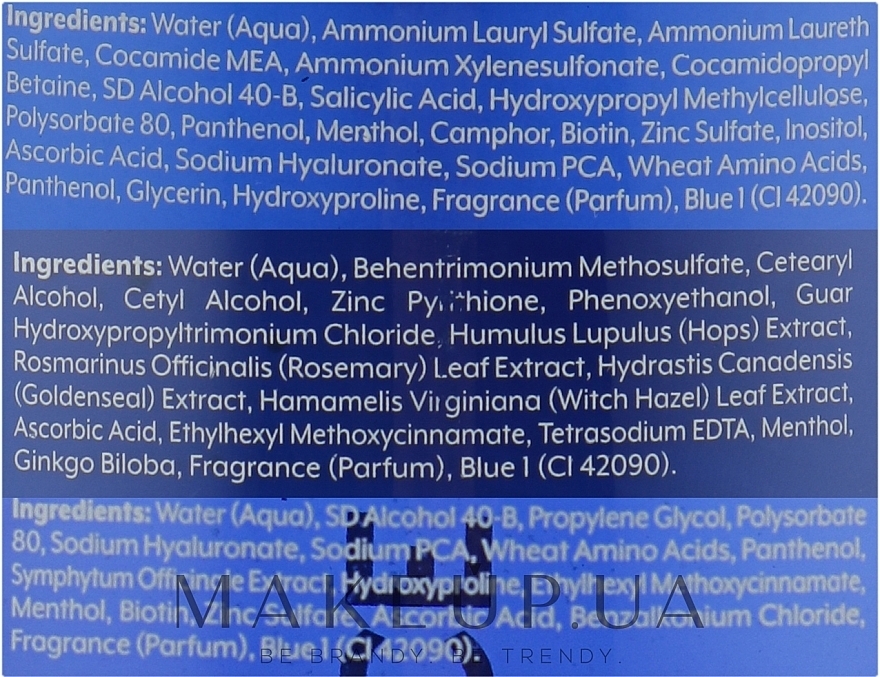 Ingredients: Water (Aqua), Ammonium Lauryl Sulfate, Ammonium Laureth
Sulfate, Cocamide MEA, Ammonium Xylenesulfonate, Cocamidopropyl
Betaine, SD Alcohol 40-B, Salicylic Acid, Hydroxypropyl Methylcellulose,
Polysorbate 80, Panthenol, Menthol, Camphor, Biotin, Zinc Sulfate, Inositol,
Ascorbic Acid, Sodium Hyaluronate, Sodium PCA, Wheat Amino Acids,
Panthenol, Glycerin, Hydroxyproline, Fragrance (Parfum), Blue 1 (CI 42090).
Ingredients: Water (Aqua), Behentrimonium Methosulfate, Cetearyl
Alcohol, Cetyl Alcohol, Zinc Pyrithione, Phenoxyethanol, Guar
Hydroxypropyltrimonium Chloride, Humulus Lupulus (Hops) Extract,
Rosmarinus Officinalis (Rosemary) Leaf Extract, Hydrastis Canadensis
(Goldenseal) Extract, Hamamelis Virginiana (Witch Hazel) Leaf Extract,
Ascorbic Acid, Ethylhexyl Methoxycinnamate, Tetrasodium EDTA, Menthol,
Ginkgo Biloba, Fragrance (Parfum), Blue 1 (CI 42090).
Ingredients: Water (Aqua), SD Alcohol 40-B, Propylene Glycol, Polysorbate
80, Sodium Hyaluronate, Sodium PCA, Wheat Amino Acids, Panthenol,
Symphytum Officinale Extract, Hydroxyproline, Ethylhexyl Methoxycinnamate,
Menthol, Biotin, Zinc Sulfate, Ascorbic Acid, Benzalkonium Chloride,
Fragrance (Parfum), Blue 1 (CI 42090).
MAKEUP.UA
BE BRANDY. BE TRENDY.